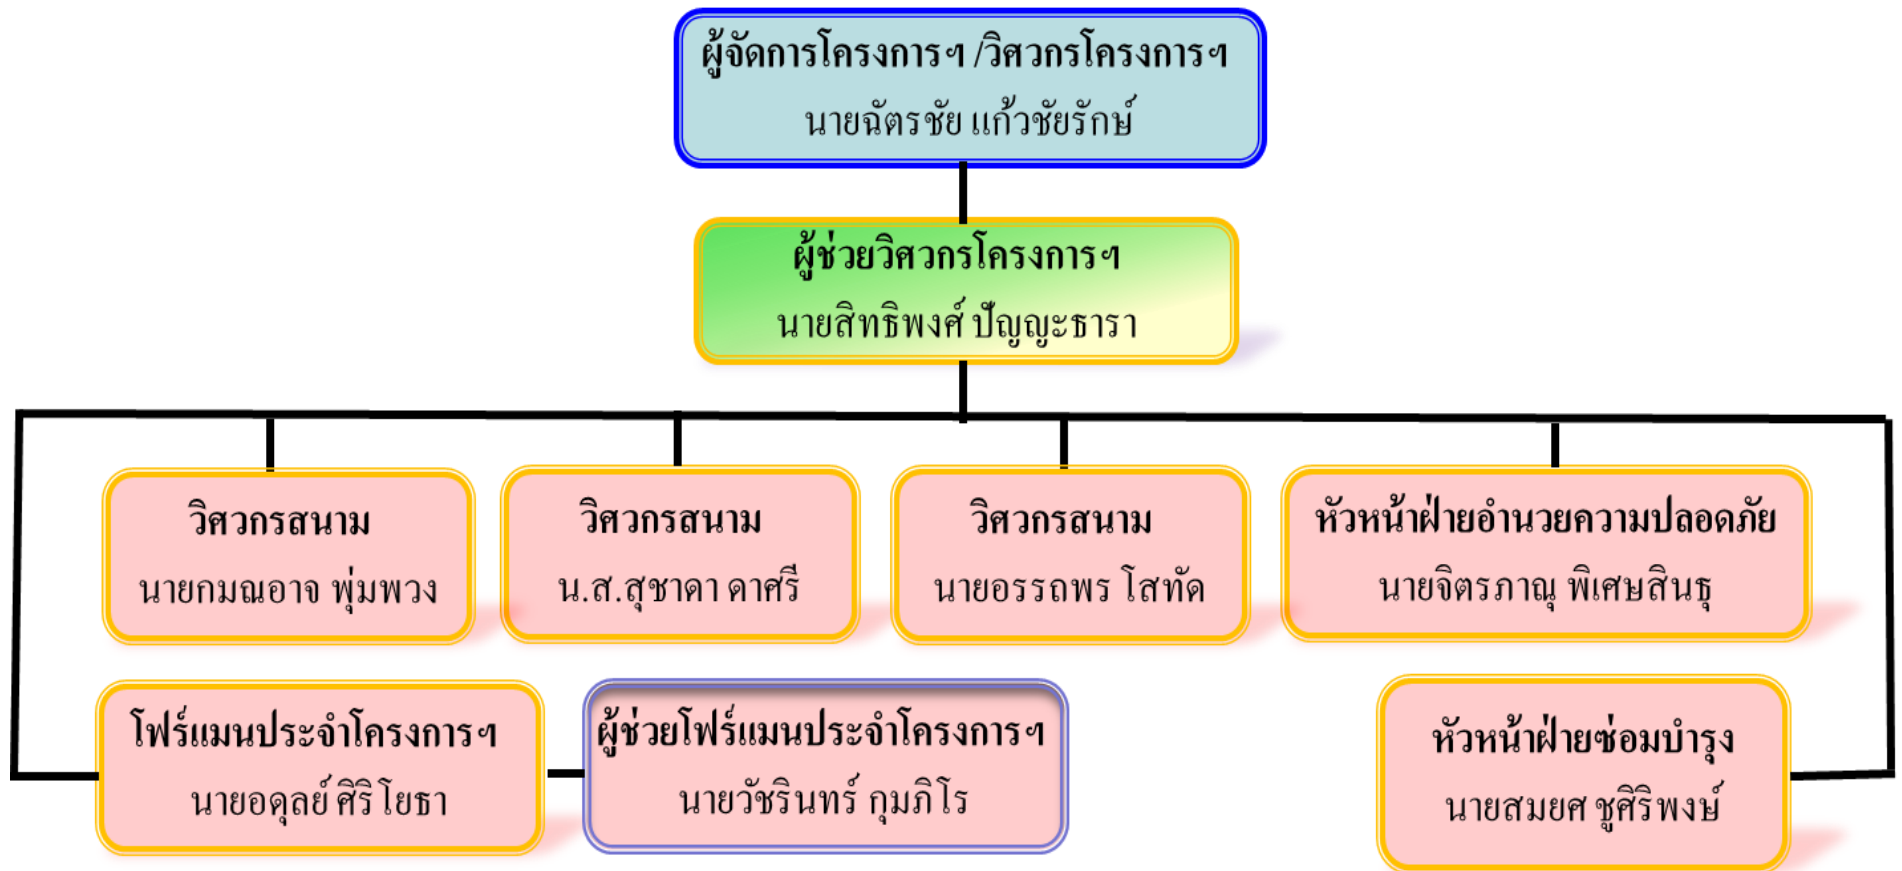 ผู้จัดการโครงการฯ /วิศวกรโครงการฯ
นายฉัตรชัย แก้วชัยรักษ์
ผู้ช่วยวิศวกรโครงการฯ
นายสิทธิพงศ์ ปัญญะธารา
วิศวกรสนาม
นายกมณอาจ พุ่มพวง
วิศวกรสนาม
น.ส.สุชาดา ดาศรี
วิศวกรสนาม
นายอรรถพร โสทัด
หัวหน้าฝ่ายอำนวยความปลอดภัย
นายจิตรภาณุ พิเศษสินธุ
โฟร์แมนประจำโครงการฯ
นายอดุลย์ ศิริโยธา
ผู้ช่วยโฟร์แมนประจำโครงการฯ
นายวัชรินทร์ กุมภิโร
หัวหน้าฝ่ายซ่อมบำรุง
นายสมยศ ชูศิริพงษ์